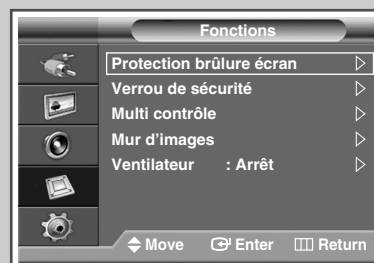 Fonctions
Protection brûlure écran
Verrou de sécurité
Multi contrôle
Mur d'images
Ventilateur : Arrêt
Move Enter Return